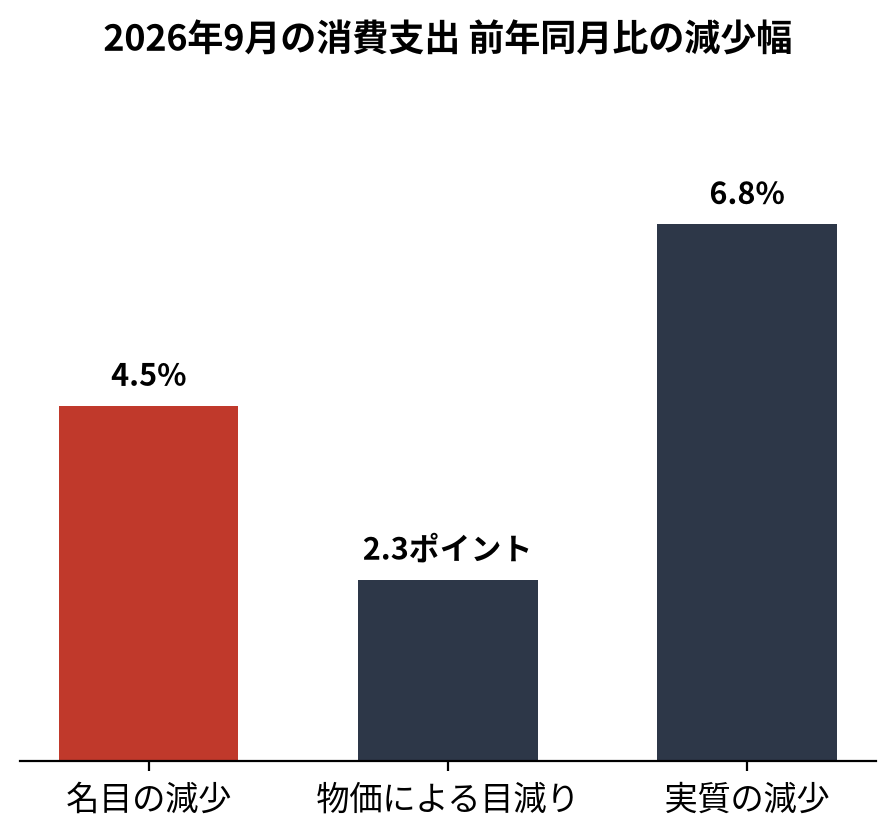 2026年9月の消費支出 前年同月比の減少幅
6.8%
4.5%
2.3ポイント
名目の減少
物価による目減り
実質の減少